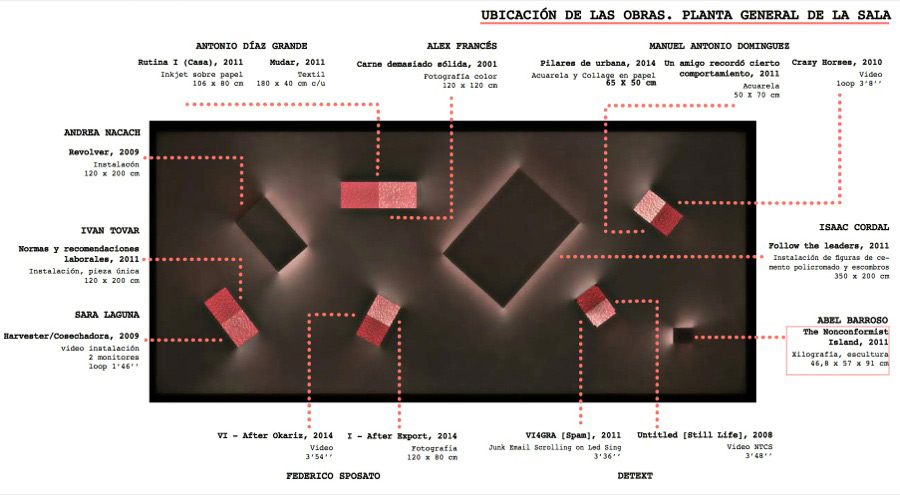 UBICACIÓN DE LAS OBRAS. PLANTA GENERAL DE LA SALA
ANTONIO DÍAZ GRANDE
Rutina I (Casa), 2011
Inkjet sobre papel
106 x 80 cm
Mudar, 2011
Textil
180 x 40 cm c/u
ALEX FRANCÉS
Carne demasiado sólida, 2001
Fotografía color
120 x 120 cm
MANUEL ANTONIO DOMINGUEZ
Pilares de urbana, 2014
Acuarela y Collage en papel
65 X 50 cm
Un amigo recordó cierto
comportamiento, 2011
Acuarela
50 X 70 cm
Crazy Horses, 2010
Vídeo
loop 3’8’’
ANDREA NACACH
Revolver, 2009
Instalacón
120 x 200 cm
IVAN TOVAR
Normas y recomendaciones
laborales, 2011
Instalación, pieza única
120 x 200 cm
SARA LAGUNA
Harvester/Cosechadora, 2009
video instalación
2 monitores
loop 1’46’’
ISAAC CORDAL
Follow the leaders, 2011
Instalación de figuras de ce-
mento policromado y escombros
350 x 200 cm
ABEL BARROSO
The Nonconformist
Island, 2011
Xilografía, escultura
46,8 x 57 x 91 cm
VI - After Okariz, 2014
Vídeo
3’54’’
I - After Export, 2014
Fotografía
120 x 80 cm
FEDERICO SPOSATO
VI4GRA [Spam], 2011
Junk Email Scrolling on Led Sing
3’36’’
Untitled [Still Life], 2008
Vídeo NTCS
3’48’’
DETEXT